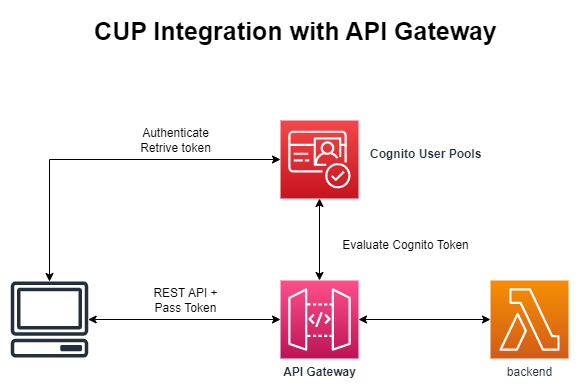 CUP Integration with API Gateway
Authenticate
Retrive token
Cognito User Pools
Evaluate Cognito Token
REST API +
Pass Token
API Gateway
backend